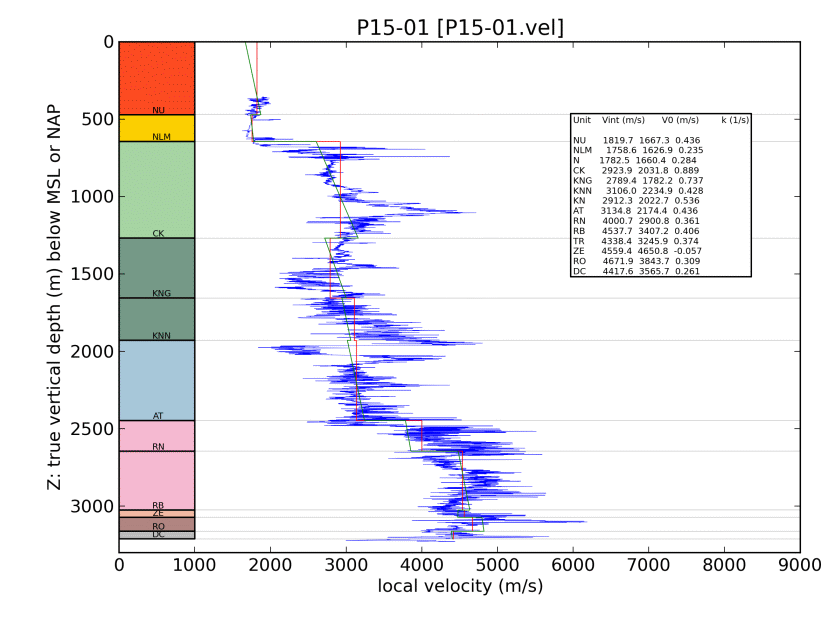 P15-01 [P15-01.vel]
Z: true vertical depth (m) below MSL or NAP
0
500
1000
1500
2000
2500
3000
NU
NLM
CK
KNG
KNN
AT
RN
RB
ZE
RO
DC
Unit Vint (m/s) V0 (m/s) k (1/s)
NU 1819.7 1667.3 0.436
NLM 1758.6 1626.9 0.235
N 1782.5 1660.4 0.284
CK 2923.9 2031.8 0.889
KNG 2789.4 1782.2 0.737
KNN 3106.0 2234.9 0.428
KN 2912.3 2022.7 0.536
AT 3134.8 2174.4 0.436
RN 4000.7 2900.8 0.361
RB 4537.7 3407.2 0.406
TR 4338.4 3245.9 0.374
ZE 4559.4 4650.8 -0.057
RO 4671.9 3843.7 0.309
DC 4417.6 3565.7 0.261
0 1000 2000 3000 4000 5000 6000 7000 8000 9000
local velocity (m/s)